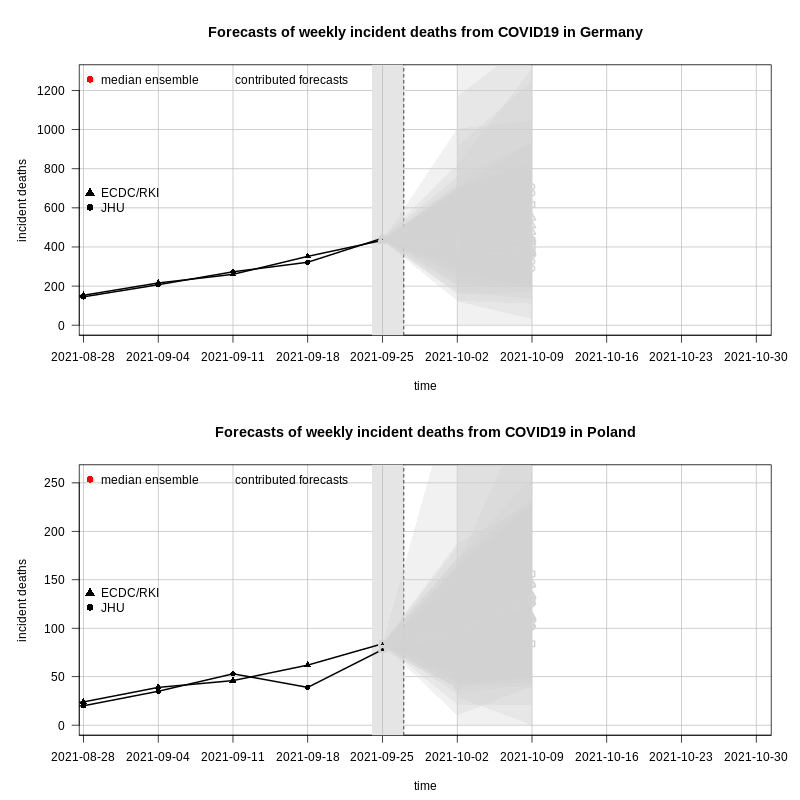 Forecasts of weekly incident deaths from COVID19 in Germany
median ensemble contributed forecasts
1200
1000
800
ECDC/RKI
600
JHU
400
200
0
incident deaths
2021-08-28 2021-09-04 2021-09-11 2021-09-18 2021-09-25 2021-10-02 2021-10-09 2021-10-16 2021-10-23 2021-10-30
time
Forecasts of weekly incident deaths from COVID19 in Poland
median ensemble contributed forecasts
250
200
150
ECDC/RKI
JHU
100
50
0
incident deaths
2021-08-28 2021-09-04 2021-09-11 2021-09-18 2021-09-25 2021-10-02 2021-10-09 2021-10-16 2021-10-23 2021-10-30
time